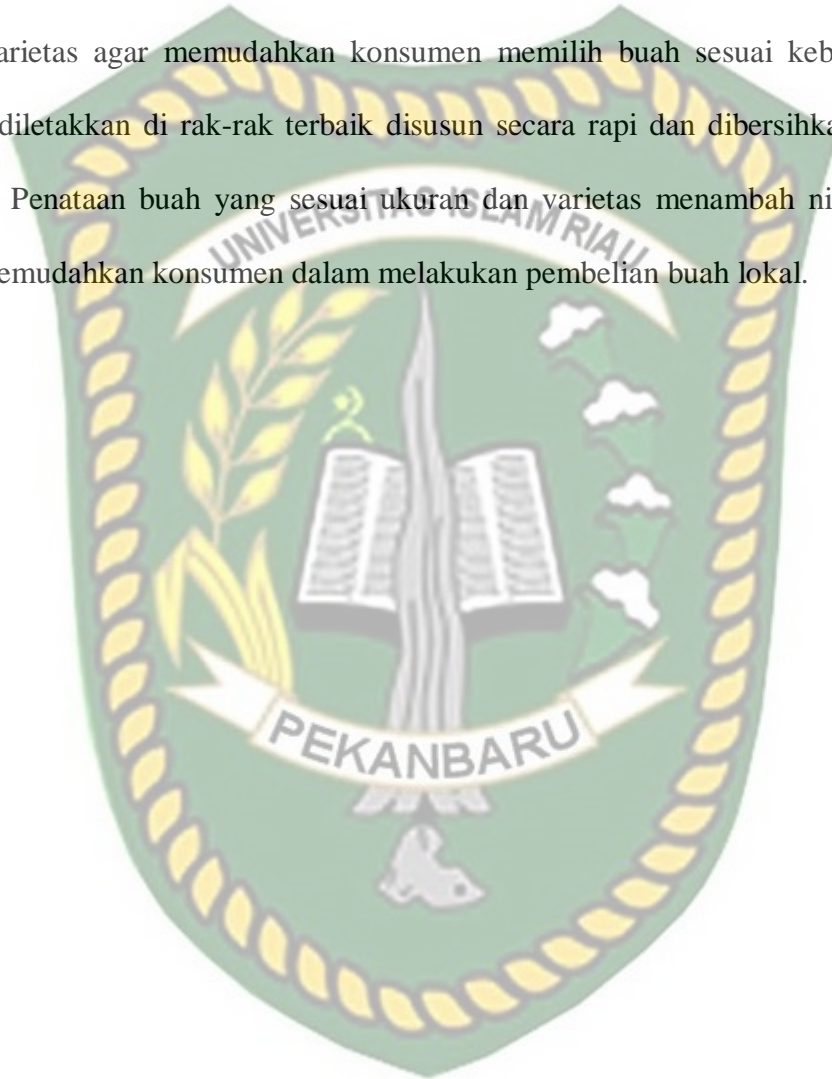 arietas agar memudahkan konsumen memilih buah sesuai keb
diletakkan di rak-rak terbaik disusun secara rapi dan dibersihka
Penataan buah yang sesuai ukuran dan varietas menambah ni
emudahkan konsumen dalam melakukan pembelian buah lokal.
UNIVERSITAS ISLAM RIAU
PEKANBARU